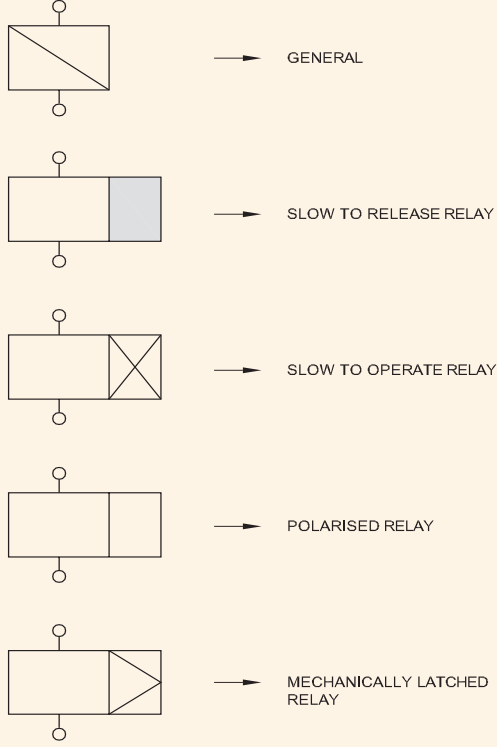 GENERAL
SLOW TO RELEASE RELAY
SLOW TO OPERATE RELAY
POLARISED RELAY
MECHANICALLY LATCHED
RELAY